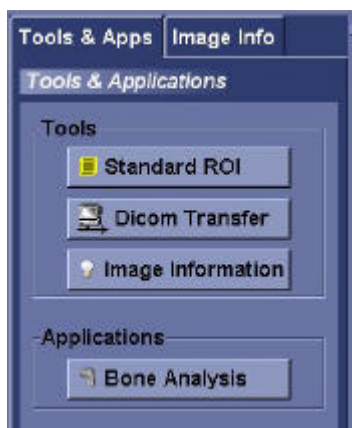 Tools & Apps Image Info
Tools & Applications
Tools
Standard ROI
Dicom Transfer
Image Information
Applications
Bone Analysis